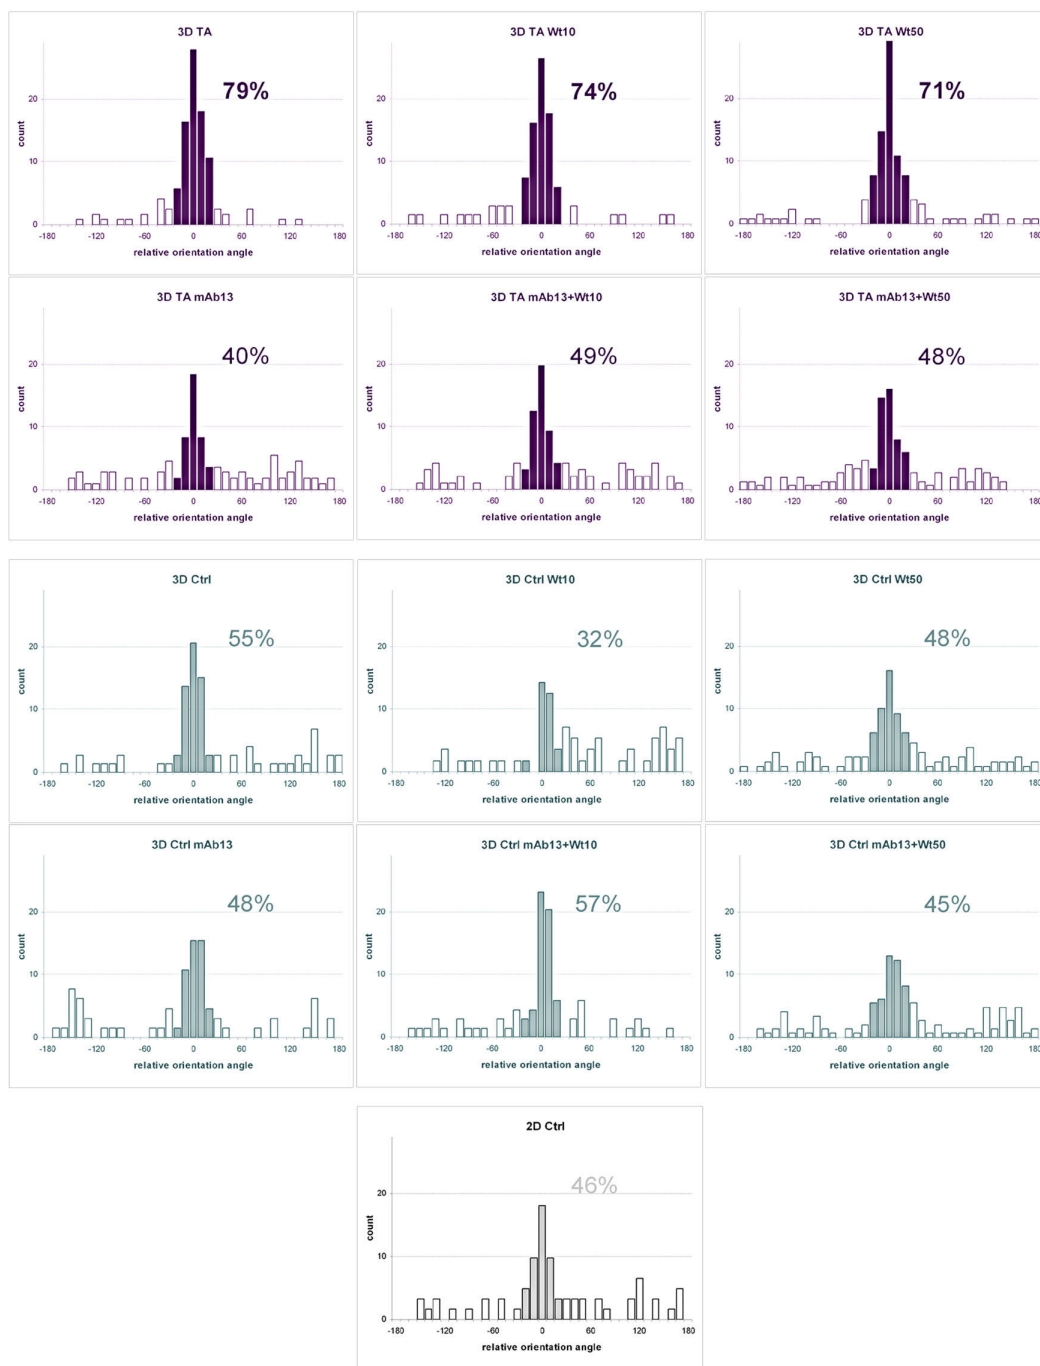 3D TA
79%
20
10
0
count
-180 -120 -60 0 60 120 180
relative orientation angle
3D TA Wt10
74%
20
10
0
count
-180 -120 -60 0 60 120 180
relative orientation angle
3D TA Wt50
71%
20
10
0
count
-180 -120 -60 0 60 120 180
relative orientation angle
3D TA mAb13
40%
20
10
0
count
-180 -120 -60 0 60 120 180
relative orientation angle
3D TA mAb13+Wt10
49%
20
10
0
count
-180 -120 -60 0 60 120 180
relative orientation angle
3D TA mAb13+Wt50
48%
20
10
0
count
-180 -120 -60 0 60 120 180
relative orientation angle
3D Ctrl
55%
20
10
0
count
-180 -120 -60 0 60 120 180
relative orientation angle
3D Ctrl Wt10
32%
20
10
0
count
-180 -120 -60 0 60 120 180
relative orientation angle
3D Ctrl Wt50
48%
20
10
0
count
-180 -120 -60 0 60 120 180
relative orientation angle
3D Ctrl mAb13
48%
20
10
0
count
-180 -120 -60 0 60 120 180
relative orientation angle
3D Ctrl mAb13+Wt10
57%
20
10
0
count
-180 -120 -60 0 60 120 180
relative orientation angle
3D Ctrl mAb13+Wt50
45%
20
10
0
count
-180 -120 -60 0 60 120 180
relative orientation angle
2D Ctrl
46%
20
10
0
count
-180 -120 -60 0 60 120 180
relative orientation angle